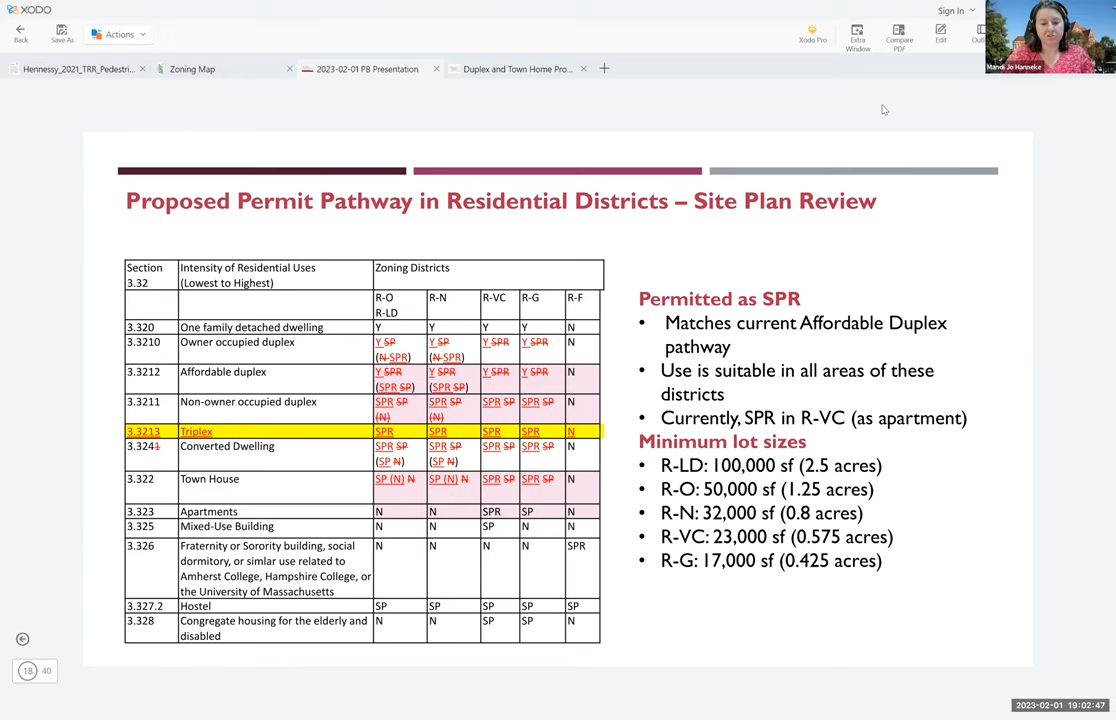 XODO
Sign In
Back
Save As
Actions
Xodo Pro
Extra Window
Compare PDF
Edit
Mandi Jo Hanneke
Hennessy_2021_TRR_Pedestri...
Zoning Map
2023-02-01 PB Presentation
Duplex and Town Home Pro...
Proposed Permit Pathway in Residential Districts – Site Plan Review
Section 3.32 Intensity of Residential Uses (Lowest to Highest) Zoning Districts
R-O R-LD R-N R-VC R-G R-F
3.320 One family detached dwelling Y Y Y Y N
3.3210 Owner occupied duplex Y SP (N SPR) Y SP (N SPR) Y SPR Y SPR N
3.3212 Affordable duplex Y SPR (SPR SP) Y SPR (SPR SP) Y SPR Y SPR N
3.3211 Non-owner occupied duplex SPR SP (N) SPR SP (N) SPR SP SPR SP N
3.3213 Triplex SPR SPR SPR SPR N
3.3241 Converted Dwelling SPR SP (SP N) SPR SP (SP N) SPR SP SPR SP N
3.322 Town House SP (N) N SP (N) N SPR SP SPR SP N
3.323 Apartments N N SPR SP N
3.325 Mixed-Use Building N N SP N N
3.326 Fraternity or Sorority building, social dormitory, or simlar use related to Amherst College, Hampshire College, or the University of Massachusetts N N N N SPR
3.327.2 Hostel SP SP SP SP SP
3.328 Congregate housing for the elderly and disabled N N SP SP N
Permitted as SPR
• Matches current Affordable Duplex
pathway
• Use is suitable in all areas of these
districts
• Currently, SPR in R-VC (as apartment)
Minimum lot sizes
• R-LD: 100,000 sf (2.5 acres)
• R-O: 50,000 sf (1.25 acres)
• R-N: 32,000 sf (0.8 acres)
• R-VC: 23,000 sf (0.575 acres)
• R-G: 17,000 sf (0.425 acres)
18 40
2023-02-01 19:02:47